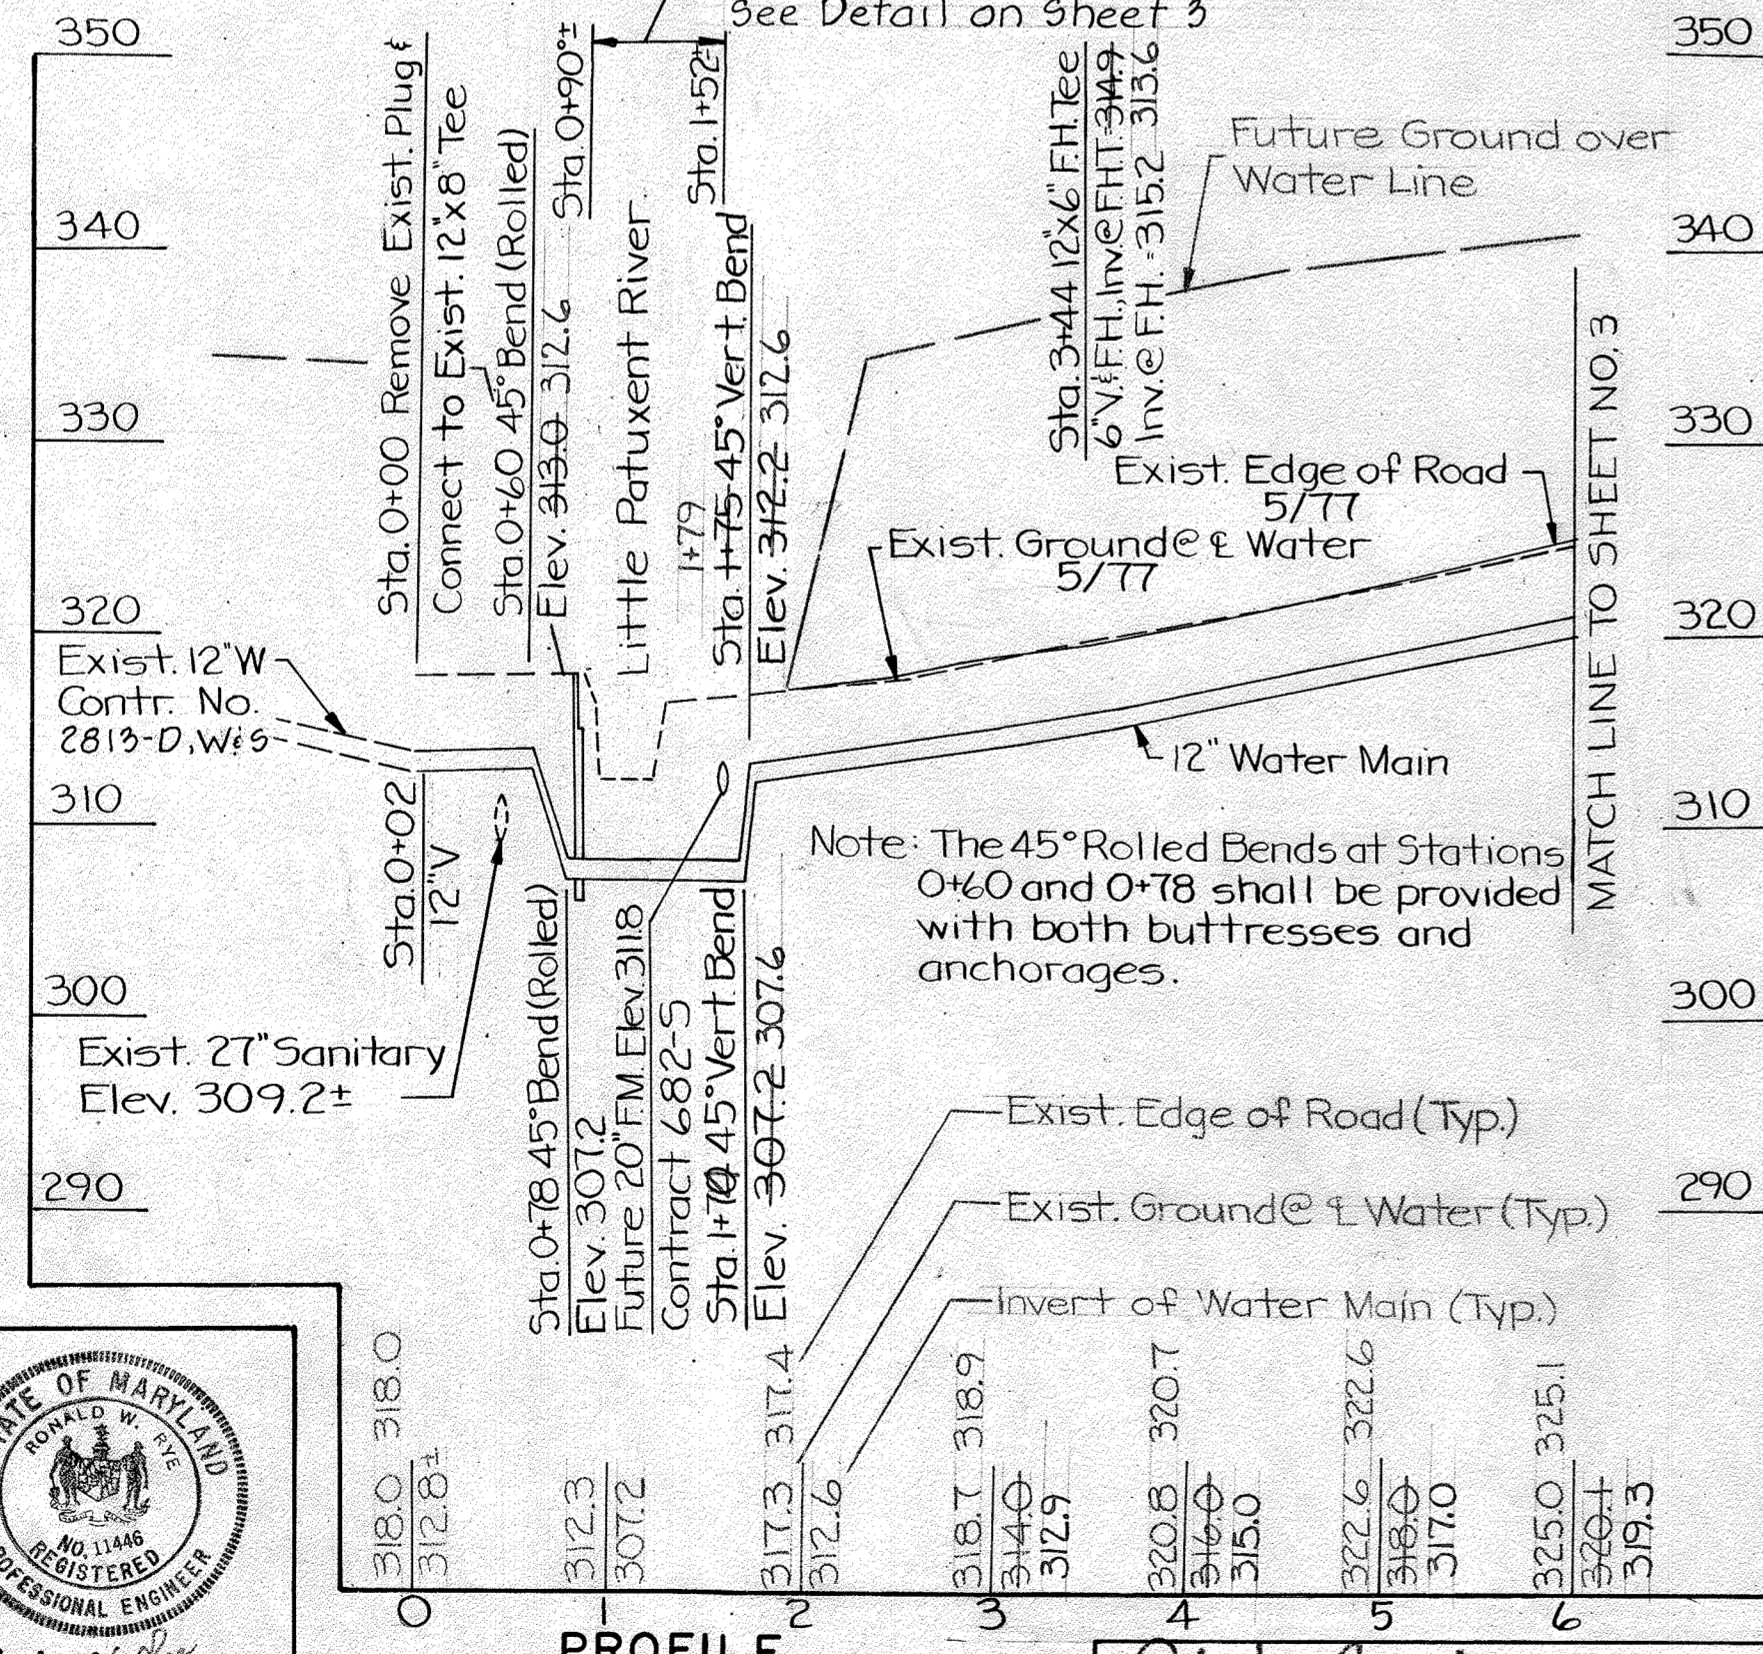 See Detail on Sheet 3
350
340
330
320
310
300
290
350
340
330
320
310
300
290
Sta. 0+00 Remove Exist. Plug &
Connect to Exist. 12"x8" Tee
Sta. 0+60 45° Bend (Rolled)
Elev. 313.0 312.6
Sta. 0+90°±
Little Patuxent River.
Sta. 1+52±
1+79
Sta. 1+75 45° Vert. Bend
Elev. 312.2 312.6
Sta. 3+44 12"x6" F.H. Tee
6" V.&F.H., Inv.@F.H.T. 314.9
Inv.@F.H. = 315.2 313.6
Future Ground over
Water Line
Exist. Edge of Road
5/77
Exist. Ground @ ℄ Water
5/77
MATCH LINE TO SHEET NO. 3
Exist. 12" W
Contr. No.
2813-D, W&S
12" Water Main
Sta. 0+02
12" V
Note: The 45° Rolled Bends at Stations
0+60 and 0+78 shall be provided
with both buttresses and
anchorages.
Exist. 27" Sanitary
Elev. 309.2±
Sta. 0+78 45° Bend (Rolled)
Elev. 307.2
Future 20" F.M. Elev. 311.8
Contract 682-S
Sta. 1+70 45° Vert. Bend
Elev. 307.2 307.6
Exist. Edge of Road (Typ.)
Exist. Ground @ ℄ Water (Typ.)
Invert of Water Main (Typ.)
318.0 318.0
312.8±
312.3
307.2
317.3 317.4
312.6
318.7 318.9
314.0
312.9
320.8 320.7
316.0
315.0
322.6 322.6
318.0
317.0
325.0 325.1
320.1
319.3
0 1 2 3 4 5 6
PROFILE
STATE OF MARYLAND
RONALD W. RYE
NO. 11446
REGISTERED
PROFESSIONAL ENGINEER